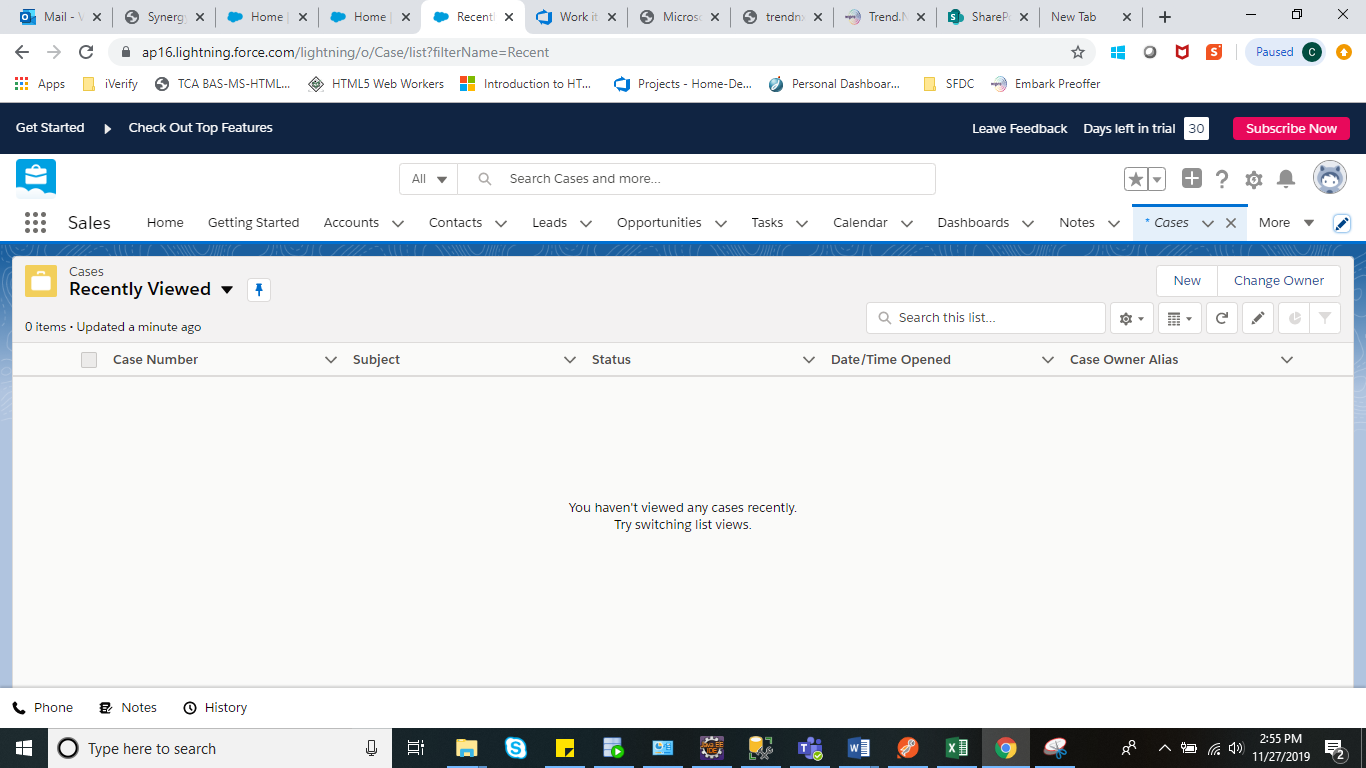 Mail - V
Synergy
Home |
Home |
Recentl
Work it
Microso
trendnx
Trend.N
SharePo
New Tab
ap16.lightning.force.com/lightning/o/Case/list?filterName=Recent
Paused C
Apps
iVerify
TCA BAS-MS-HTML...
HTML5 Web Workers
Introduction to HT...
Projects - Home-De...
Personal Dashboar...
SFDC
Embark Preoffer
Get Started
Check Out Top Features
Leave Feedback
Days left in trial 30
Subscribe Now
All
Search Cases and more...
Sales
Home
Getting Started
Accounts
Contacts
Leads
Opportunities
Tasks
Calendar
Dashboards
Notes
* Cases
More
Cases
Recently Viewed
New
Change Owner
0 items • Updated a minute ago
Search this list...
Case Number
Subject
Status
Date/Time Opened
Case Owner Alias
You haven't viewed any cases recently.
Try switching list views.
Phone
Notes
History
Type here to search
2:55 PM
11/27/2019
2